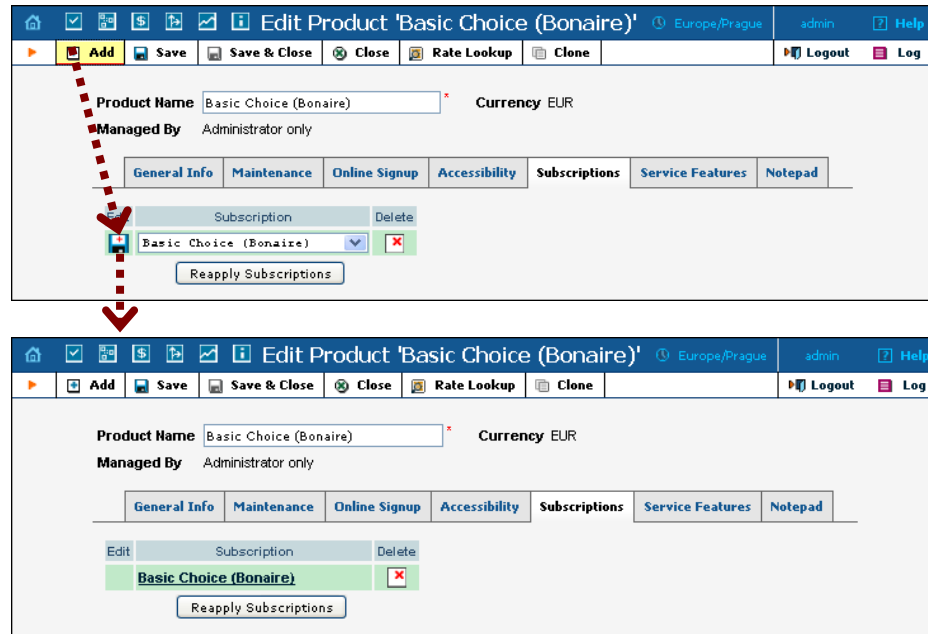 Edit Product 'Basic Choice (Bonaire)' Europe/Prague admin ? Help
Add Save Save & Close Close Rate Lookup Clone Logout Log
Product Name Basic Choice (Bonaire) * Currency EUR
Managed By Administrator only
General Info Maintenance Online Signup Accessibility Subscriptions Service Features Notepad
Edit Subscription Delete
Basic Choice (Bonaire)
Reapply Subscriptions
Edit Product 'Basic Choice (Bonaire)' Europe/Prague admin ? Help
Add Save Save & Close Close Rate Lookup Clone Logout Log
Product Name Basic Choice (Bonaire) * Currency EUR
Managed By Administrator only
General Info Maintenance Online Signup Accessibility Subscriptions Service Features Notepad
Edit Subscription Delete
Basic Choice (Bonaire)
Reapply Subscriptions